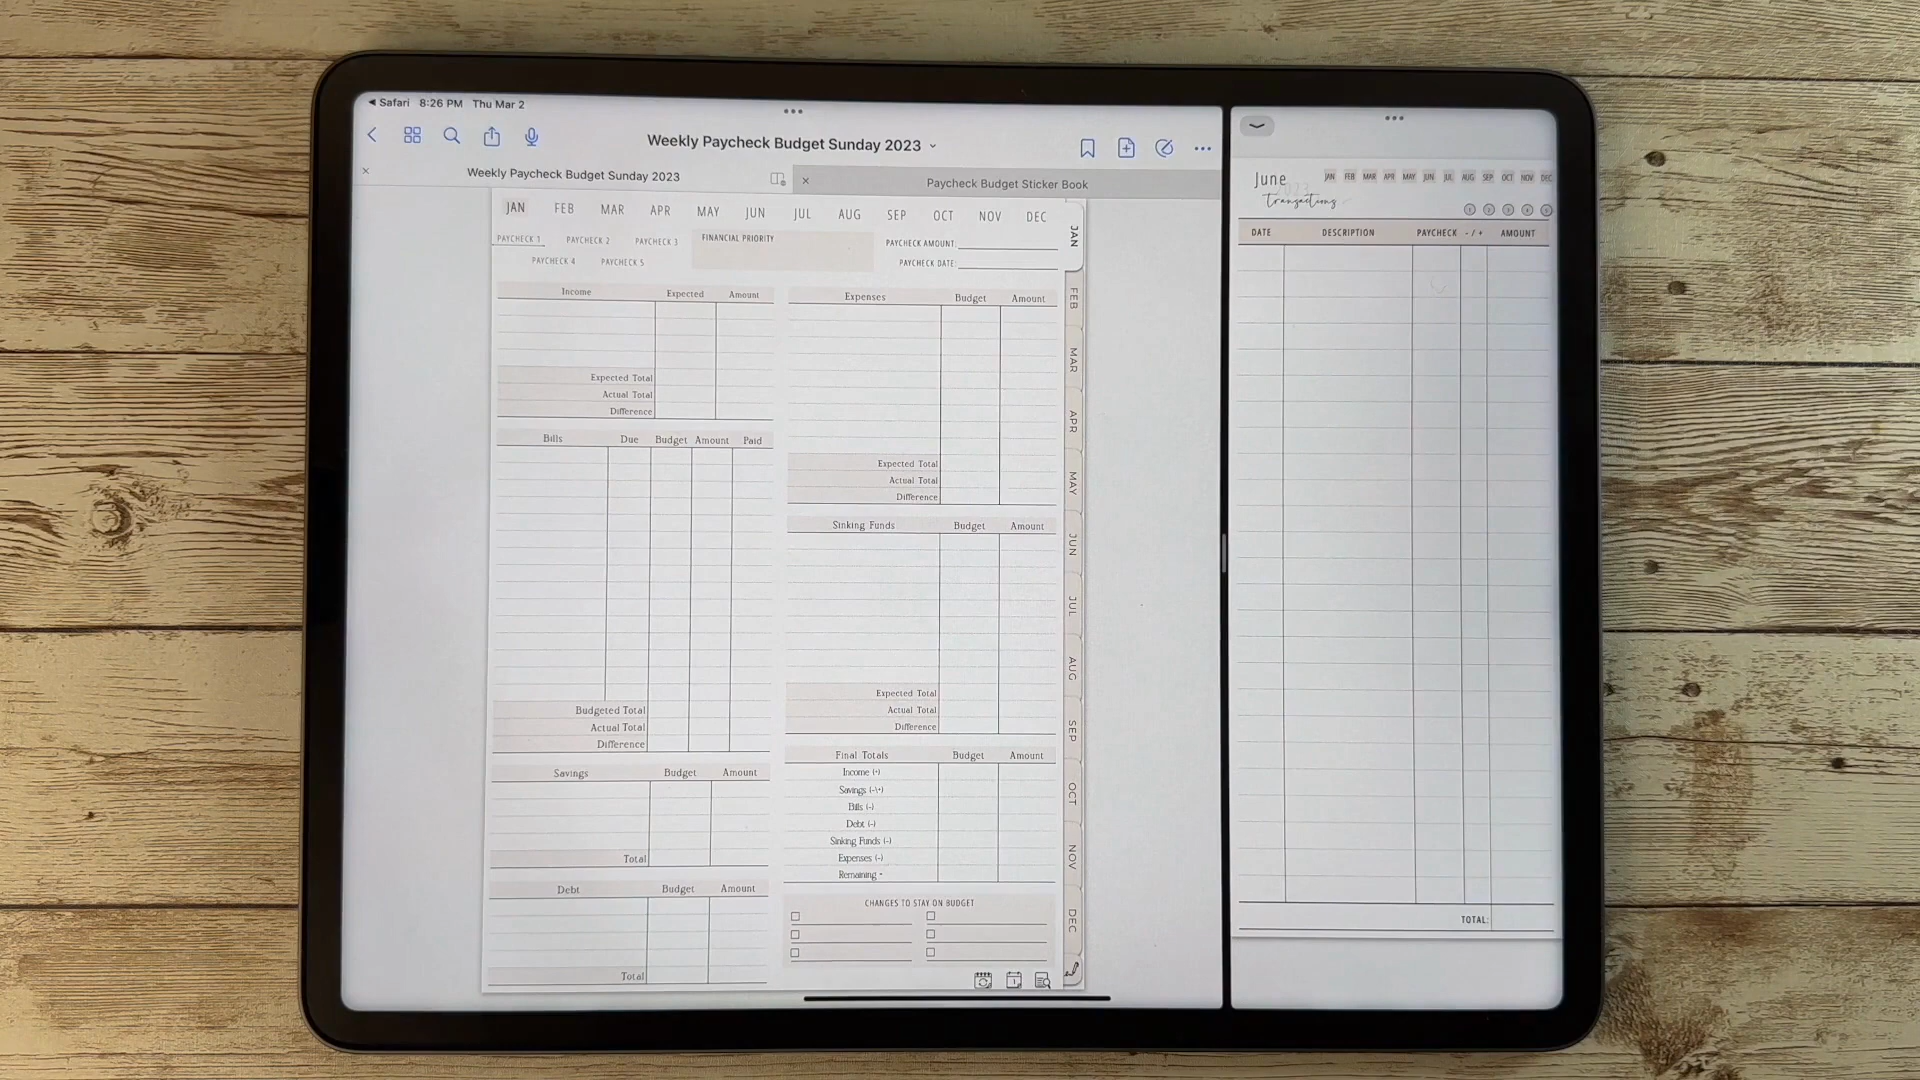 Safari 8:26 PM Thu Mar 2
Weekly Paycheck Budget Sunday 2023
Weekly Paycheck Budget Sunday 2023
Paycheck Budget Sticker Book
JAN FEB MAR APR MAY JUN JUL AUG SEP OCT NOV DEC
PAYCHECK 1 PAYCHECK 2 PAYCHECK 3
PAYCHECK 4 PAYCHECK 5
FINANCIAL PRIORITY
PAYCHECK AMOUNT:
PAYCHECK DATE:
Income Expected Amount
Expected Total
Actual Total
Difference
Bills Due Budget Amount Paid
Budgeted Total
Actual Total
Difference
Savings Budget Amount
Total
Debt Budget Amount
Total
Expenses Budget Amount
Expected Total
Actual Total
Difference
Sinking Funds Budget Amount
Expected Total
Actual Total
Difference
Final Totals Budget Amount
Income (+)
Savings (-\+)
Bills (-)
Debt (-)
Sinking Funds (-)
Expenses (-)
Remaining =
CHANGES TO STAY ON BUDGET
JAN
FEB
MAR
APR
MAY
JUN
JUL
AUG
SEP
OCT
NOV
DEC
June
2023
transactions
JAN FEB MAR APR MAY JUN JUL AUG SEP OCT NOV DEC
1 2 3 4 5
DATE DESCRIPTION PAYCHECK - / + AMOUNT
TOTAL: